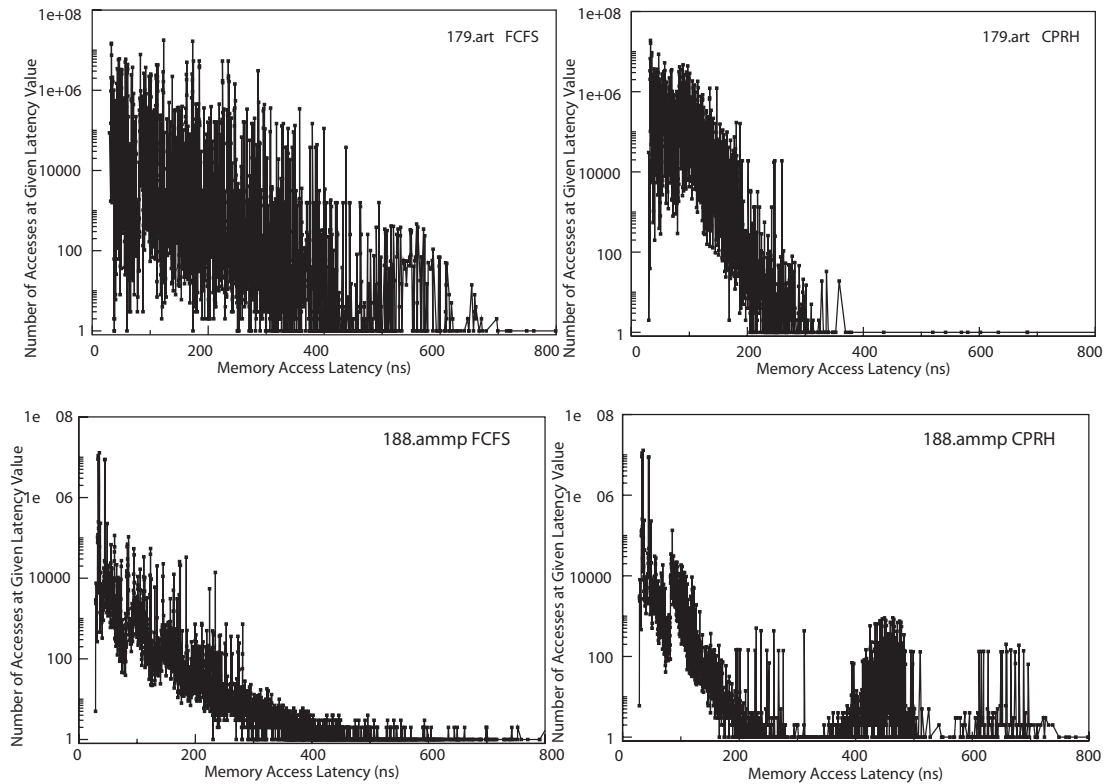 1e+08
1e+06
10000
100
1
Number of Accesses at Given Latency Value
179.art FCFS
0 200 400 600 800
Memory Access Latency (ns)
1e+08
1e+06
10000
100
1
Number of Accesses at Given Latency Value
179.art CPRH
0 200 400 600 800
Memory Access Latency (ns)
1e 08
1e 06
10000
100
1
Number of Accesses at Given Latency Value
188.ammp FCFS
0 200 400 600 800
Memory Access Latency (ns)
1e 08
1e 06
10000
100
1
Number of Accesses at Given Latency Value
188.ammp CPRH
0 200 400 600 800
Memory Access Latency (ns)